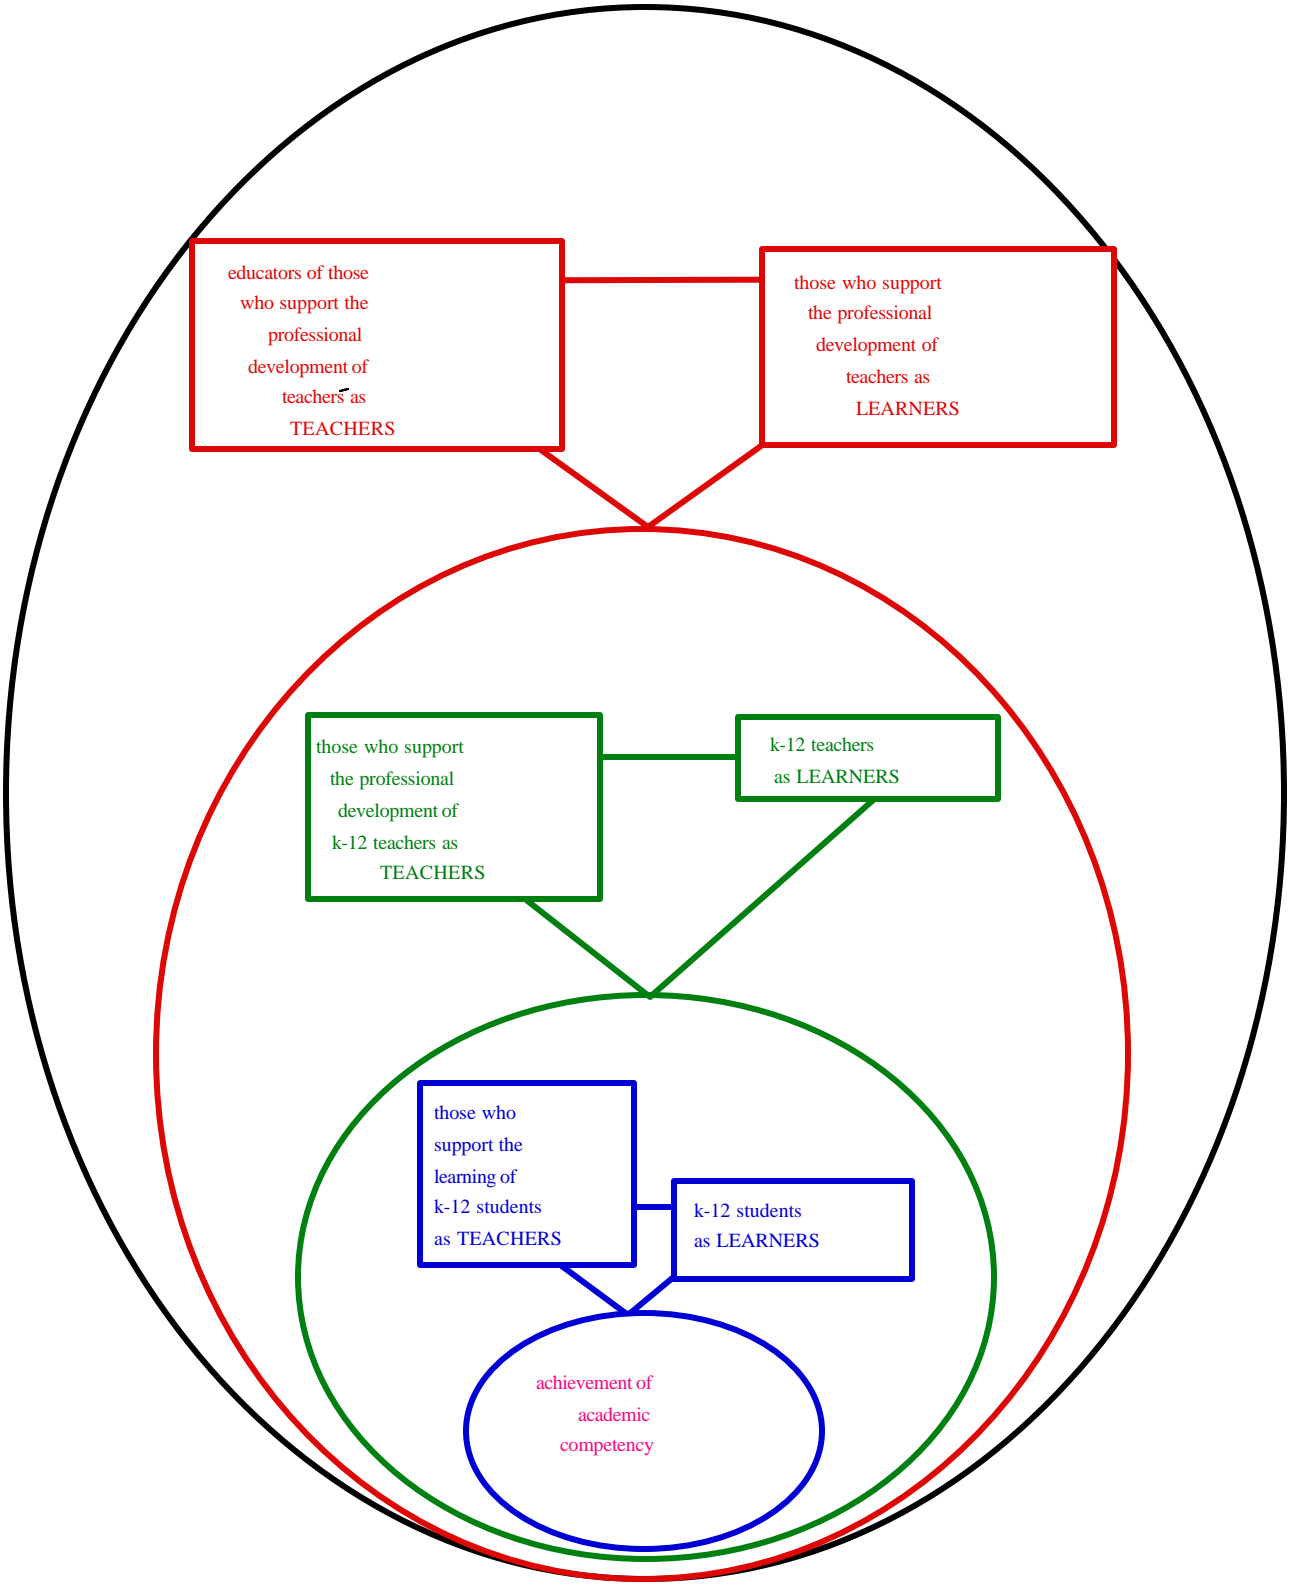 educators of those
who support the
professional
development of
teachers as
TEACHERS
those who support
the professional
development of
teachers as
LEARNERS
those who support
the professional
development of
k-12 teachers as
TEACHERS
k-12 teachers
as LEARNERS
those who
support the
learning of
k-12 students
as TEACHERS
k-12 students
as LEARNERS
achievement of
academic
competency